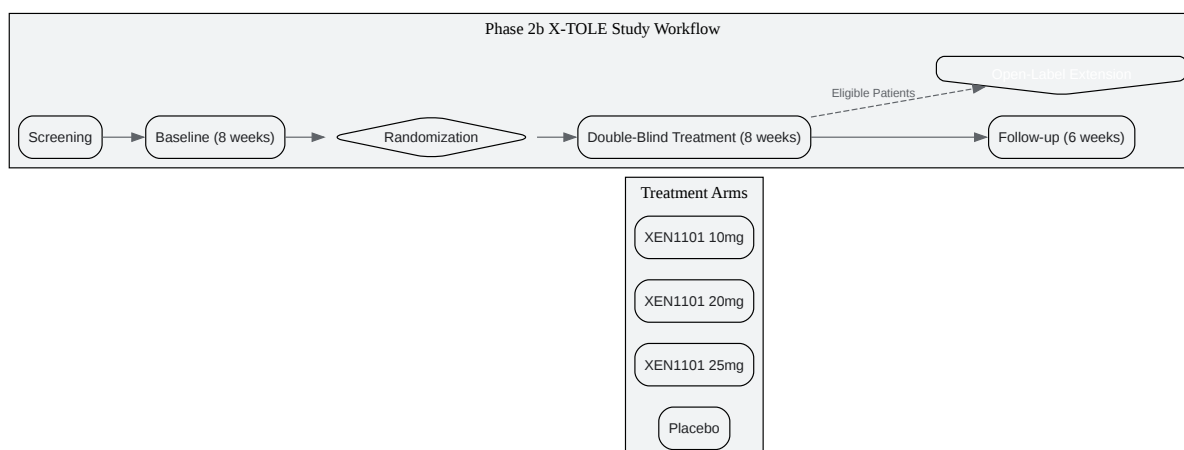 Phase 2b X-TOLE Study Workflow
Open-Label Extension
Eligible Patients
Screening
Baseline (8 weeks)
Randomization
Double-Blind Treatment (8 weeks)
Follow-up (6 weeks)
Treatment Arms
XEN1101 10mg
XEN1101 20mg
XEN1101 25mg
Placebo